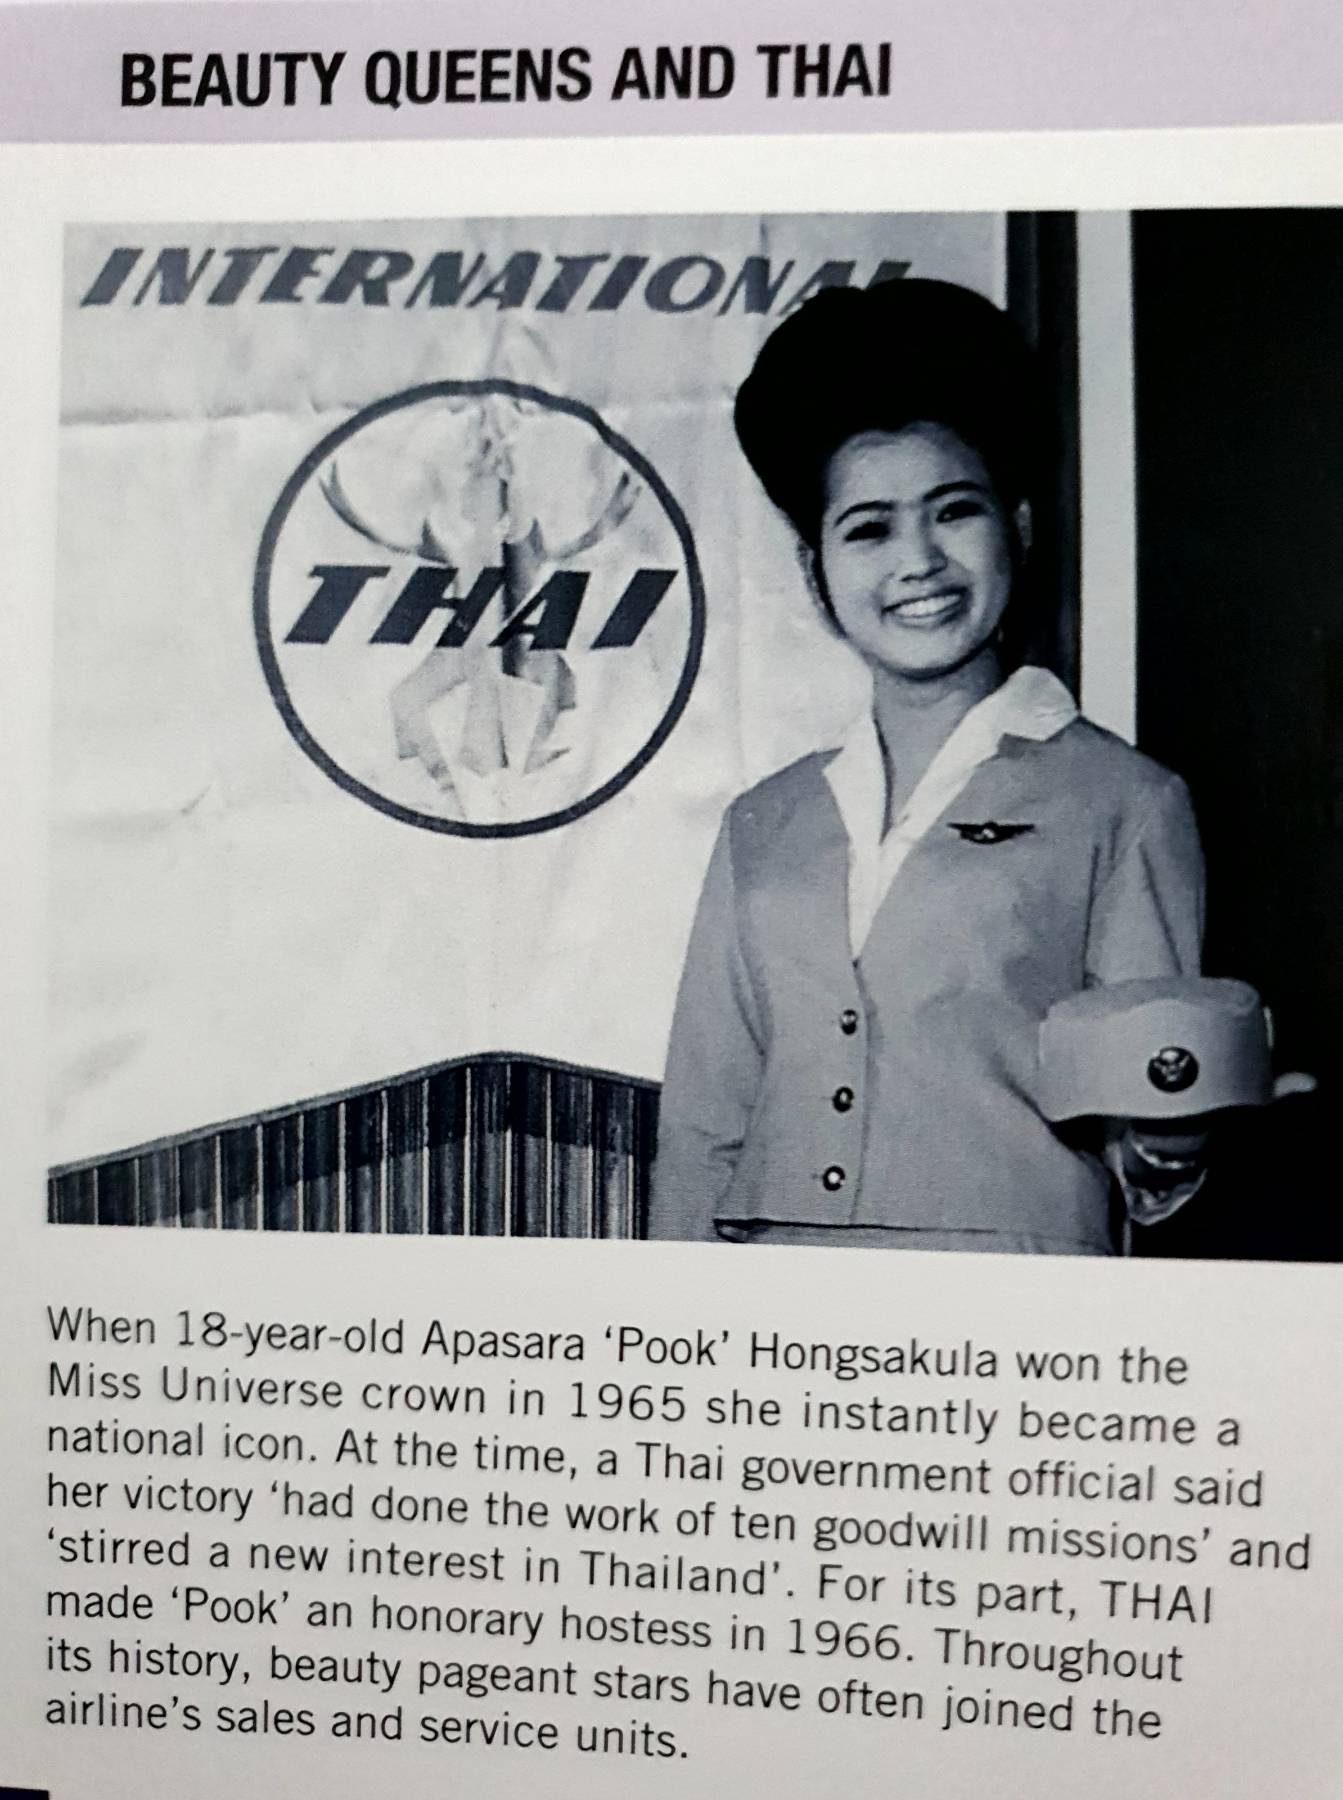 BEAUTY QUEENS AND THAI
INTERNATIONAL
THAI
When 18-year-old Apasara ‘Pook’ Hongsakula won the
Miss Universe crown in 1965 she instantly became a
national icon. At the time, a Thai government official said
her victory ‘had done the work of ten goodwill missions’ and
‘stirred a new interest in Thailand’. For its part, THAI
made ‘Pook’ an honorary hostess in 1966. Throughout
its history, beauty pageant stars have often joined the
airline’s sales and service units.